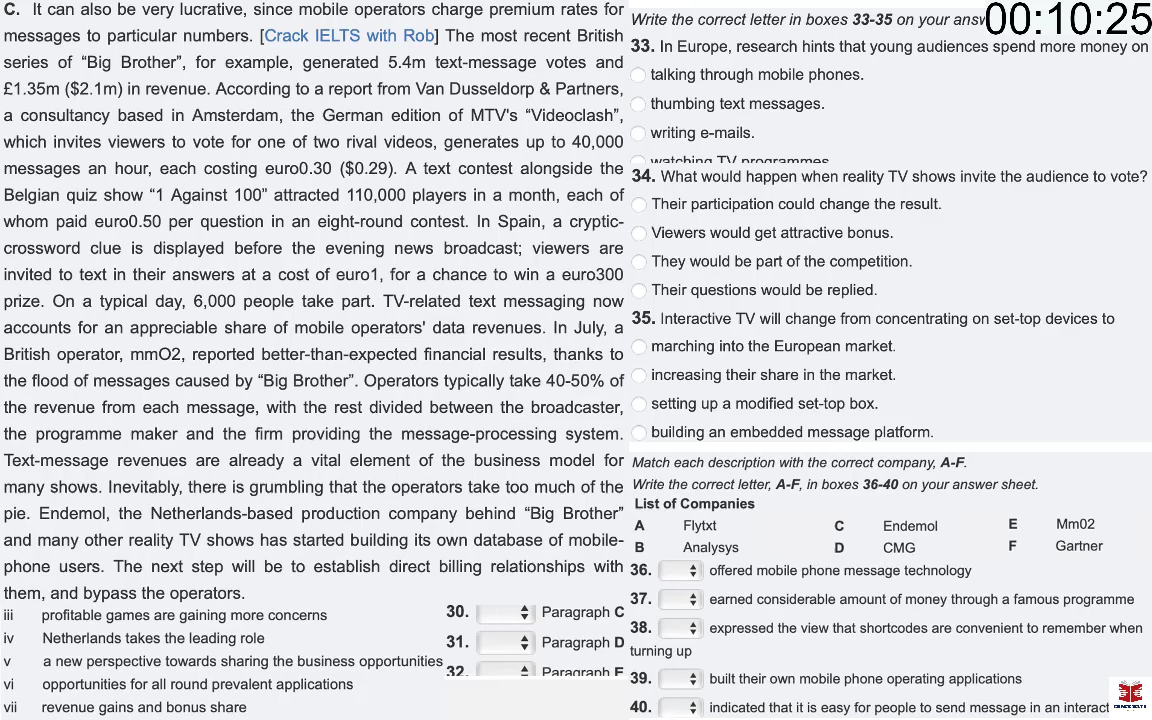 C. It can also be very lucrative, since mobile operators charge premium rates for
messages to particular numbers. [Crack IELTS with Rob] The most recent British
series of “Big Brother”, for example, generated 5.4m text-message votes and
£1.35m ($2.1m) in revenue. According to a report from Van Dusseldorp & Partners,
a consultancy based in Amsterdam, the German edition of MTV's “Videoclash”,
which invites viewers to vote for one of two rival videos, generates up to 40,000
messages an hour, each costing euro0.30 ($0.29). A text contest alongside the
Belgian quiz show “1 Against 100” attracted 110,000 players in a month, each of
whom paid euro0.50 per question in an eight-round contest. In Spain, a cryptic-
crossword clue is displayed before the evening news broadcast; viewers are
invited to text in their answers at a cost of euro1, for a chance to win a euro300
prize. On a typical day, 6,000 people take part. TV-related text messaging now
accounts for an appreciable share of mobile operators' data revenues. In July, a
British operator, mmO2, reported better-than-expected financial results, thanks to
the flood of messages caused by “Big Brother”. Operators typically take 40-50% of
the revenue from each message, with the rest divided between the broadcaster,
the programme maker and the firm providing the message-processing system.
Text-message revenues are already a vital element of the business model for
many shows. Inevitably, there is grumbling that the operators take too much of the
pie. Endemol, the Netherlands-based production company behind “Big Brother”
and many other reality TV shows has started building its own database of mobile-
phone users. The next step will be to establish direct billing relationships with
them, and bypass the operators.
iii profitable games are gaining more concerns
iv Netherlands takes the leading role
v a new perspective towards sharing the business opportunities
vi opportunities for all round prevalent applications
vii revenue gains and bonus share
30. Paragraph C
31. Paragraph D
32. Paragraph E
00:10:25
Write the correct letter in boxes 33-35 on your answ
33. In Europe, research hints that young audiences spend more money on
talking through mobile phones.
thumbing text messages.
writing e-mails.
watching TV programmes
34. What would happen when reality TV shows invite the audience to vote?
Their participation could change the result.
Viewers would get attractive bonus.
They would be part of the competition.
Their questions would be replied.
35. Interactive TV will change from concentrating on set-top devices to
marching into the European market.
increasing their share in the market.
setting up a modified set-top box.
building an embedded message platform.
Match each description with the correct company, A-F.
Write the correct letter, A-F, in boxes 36-40 on your answer sheet.
List of Companies
A Flytxt C Endemol E Mm02
B Analysys D CMG F Gartner
36. offered mobile phone message technology
37. earned considerable amount of money through a famous programme
38. expressed the view that shortcodes are convenient to remember when
turning up
39. built their own mobile phone operating applications
40. indicated that it is easy for people to send message in an interact